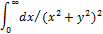 ∫₀^∞ dx/(x² + y²)²